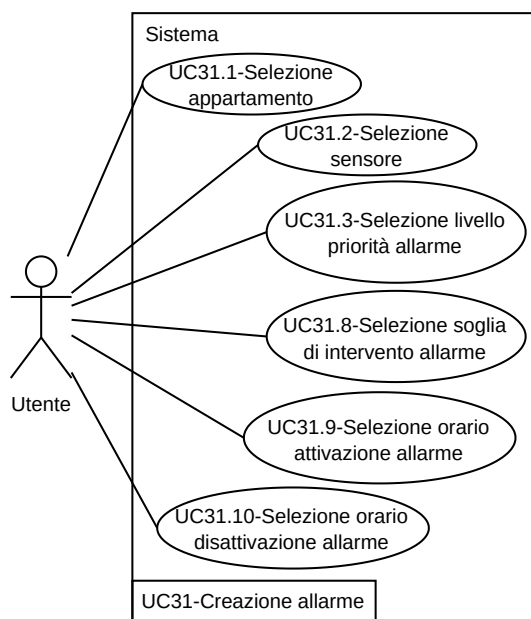 Sistema
UC31.1-Selezione
appartamento
UC31.2-Selezione
sensore
UC31.3-Selezione livello
priorità allarme
UC31.8-Selezione soglia
di intervento allarme
Utente
UC31.9-Selezione orario
attivazione allarme
UC31.10-Selezione orario
disattivazione allarme
UC31-Creazione allarme